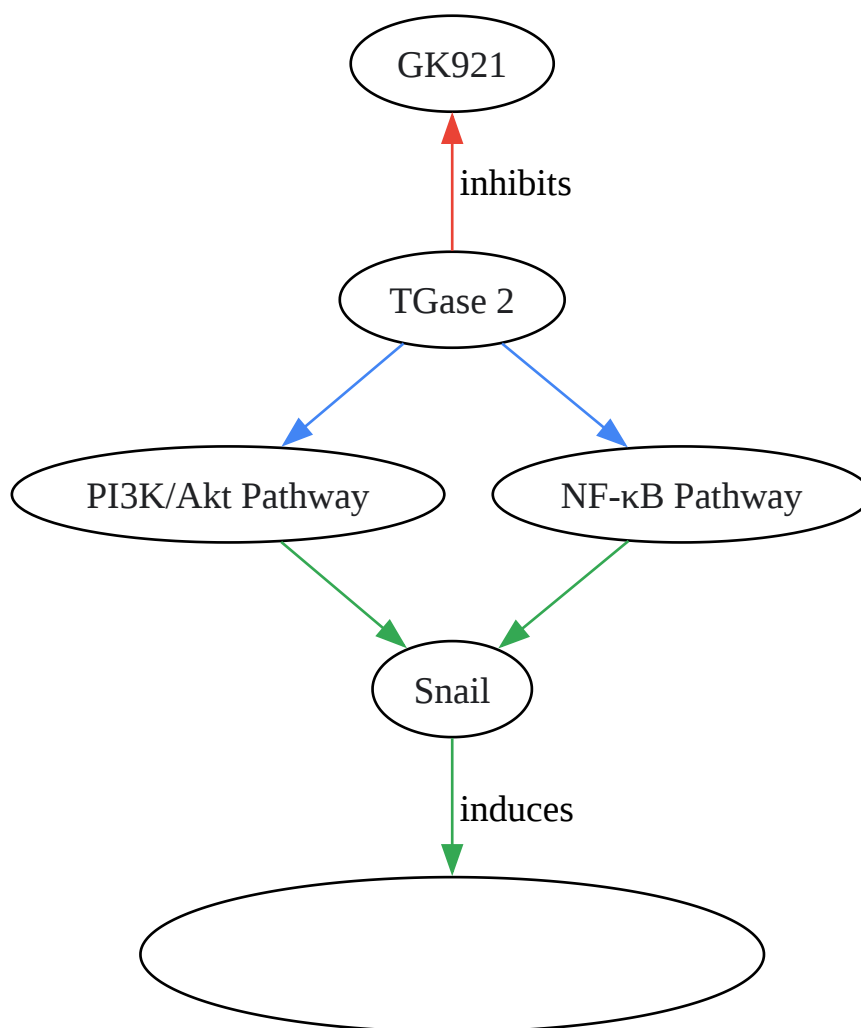 GK921
inhibits
TGase 2
PI3K/Akt Pathway
NF-κB Pathway
Snail
induces